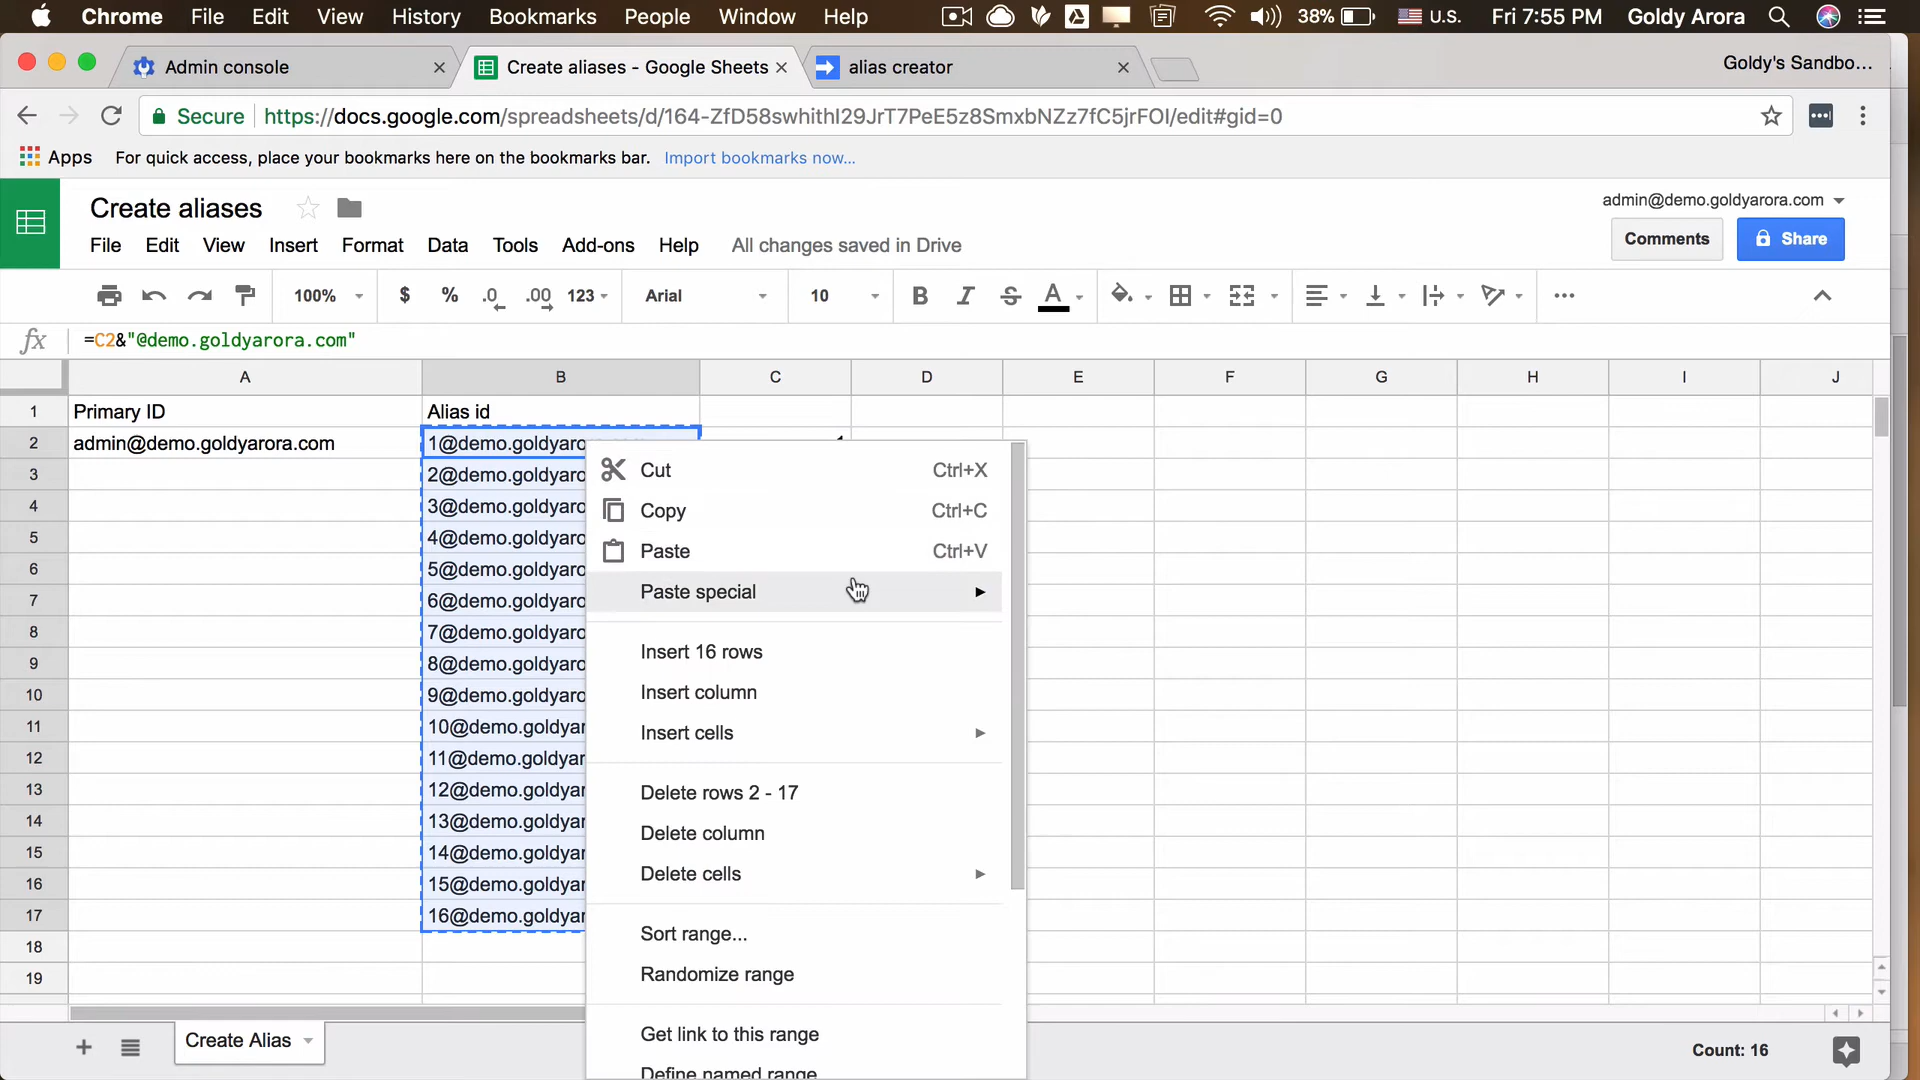 Chrome File Edit View History Bookmarks People Window Help 38% U.S. Fri 7:55 PM Goldy Arora
Admin console Create aliases - Google Sheets alias creator Goldy's Sandbo...
Secure https://docs.google.com/spreadsheets/d/164-ZfD58swhithI29JrT7PeE5z8SmxbNZz7fC5jrFOI/edit#gid=0
Apps For quick access, place your bookmarks here on the bookmarks bar. Import bookmarks now...
Create aliases admin@demo.goldyarora.com
File Edit View Insert Format Data Tools Add-ons Help All changes saved in Drive Comments Share
100% $ % .0 .00 123 Arial 10 B I S A
fx =C2&"@demo.goldyarora.com"
A B C D E F G H I J
1 Primary ID Alias id
2 admin@demo.goldyarora.com 1@demo.goldyaro
3 2@demo.goldyaro
4 3@demo.goldyaro
5 4@demo.goldyaro
6 5@demo.goldyaro
7 6@demo.goldyaro
8 7@demo.goldyaro
9 8@demo.goldyaro
10 9@demo.goldyaro
11 10@demo.goldyar
12 11@demo.goldyar
13 12@demo.goldyar
14 13@demo.goldyar
15 14@demo.goldyar
16 15@demo.goldyar
17 16@demo.goldyar
18
19
Cut Ctrl+X
Copy Ctrl+C
Paste Ctrl+V
Paste special
Insert 16 rows
Insert column
Insert cells
Delete rows 2 - 17
Delete column
Delete cells
Sort range...
Randomize range
Get link to this range
Define named range
Create Alias Count: 16